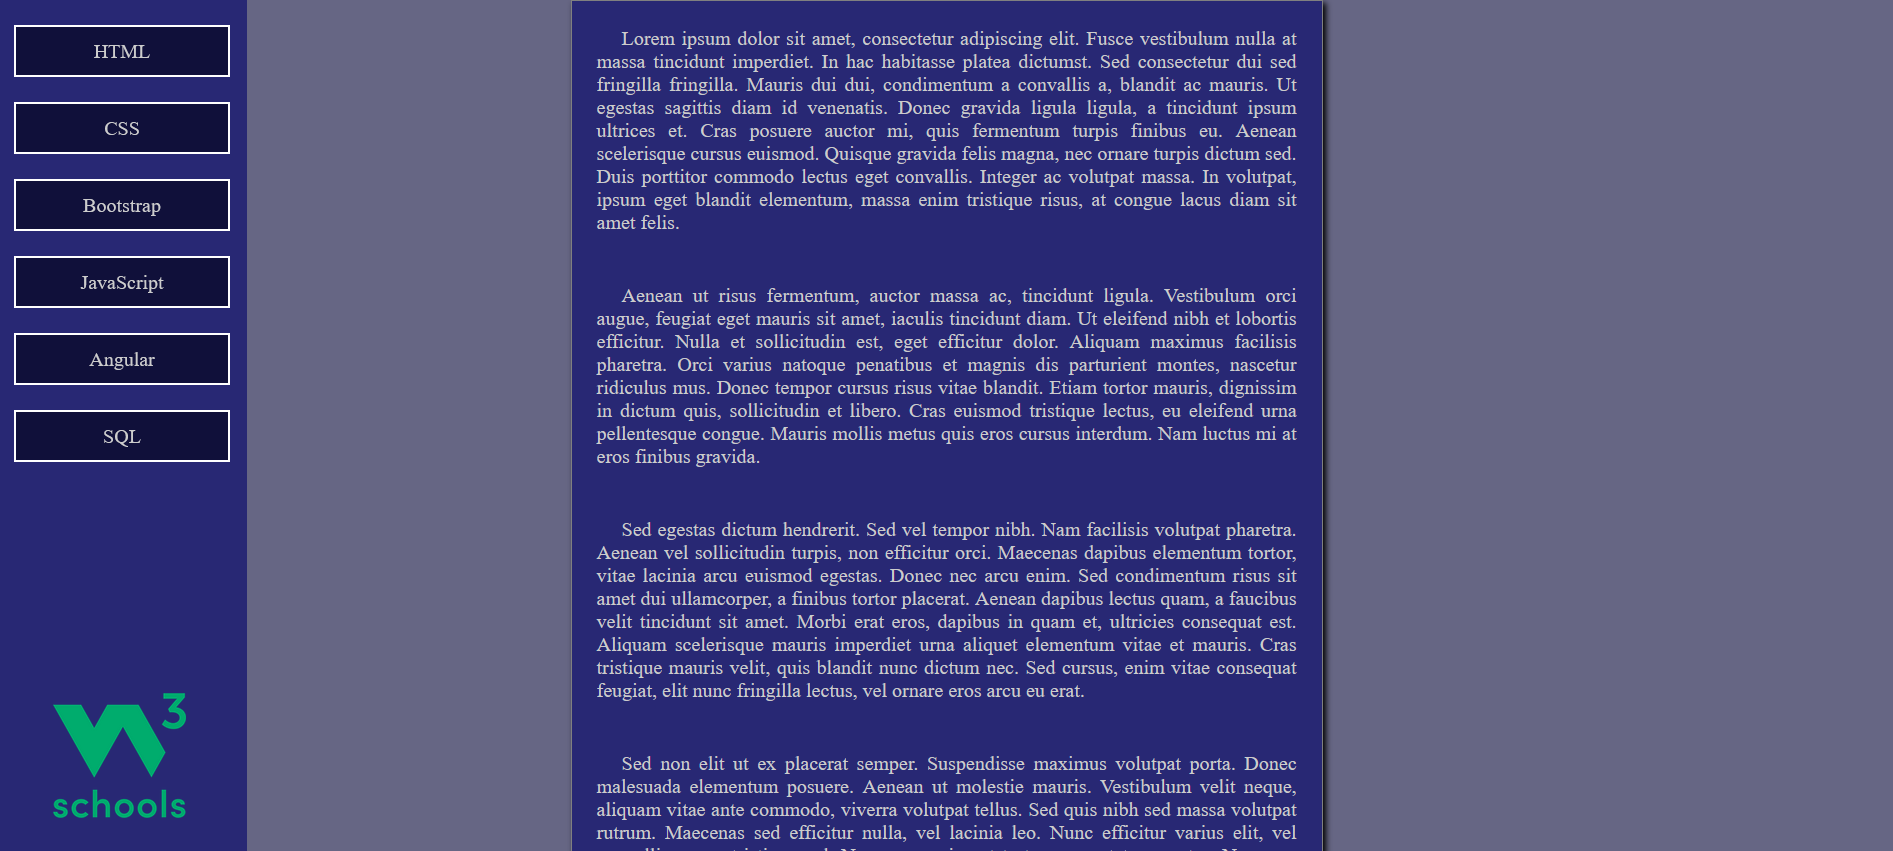 HTML
CSS
Bootstrap
JavaScript
Angular
SQL
W3
schools
Lorem ipsum dolor sit amet, consectetur adipiscing elit. Fusce vestibulum nulla at
massa tincidunt imperdiet. In hac habitasse platea dictumst. Sed consectetur dui sed
fringilla fringilla. Mauris dui dui, condimentum a convallis a, blandit ac mauris. Ut
egestas sagittis diam id venenatis. Donec gravida ligula ligula, a tincidunt ipsum
ultrices et. Cras posuere auctor mi, quis fermentum turpis finibus eu. Aenean
scelerisque cursus euismod. Quisque gravida felis magna, nec ornare turpis dictum sed.
Duis porttitor commodo lectus eget convallis. Integer ac volutpat massa. In volutpat,
ipsum eget blandit elementum, massa enim tristique risus, at congue lacus diam sit
amet felis.
Aenean ut risus fermentum, auctor massa ac, tincidunt ligula. Vestibulum orci
augue, feugiat eget mauris sit amet, iaculis tincidunt diam. Ut eleifend nibh et lobortis
efficitur. Nulla et sollicitudin est, eget efficitur dolor. Aliquam maximus facilisis
pharetra. Orci varius natoque penatibus et magnis dis parturient montes, nascetur
ridiculus mus. Donec tempor cursus risus vitae blandit. Etiam tortor mauris, dignissim
in dictum quis, sollicitudin et libero. Cras euismod tristique lectus, eu eleifend urna
pellentesque congue. Mauris mollis metus quis eros cursus interdum. Nam luctus mi at
eros finibus gravida.
Sed egestas dictum hendrerit. Sed vel tempor nibh. Nam facilisis volutpat pharetra.
Aenean vel sollicitudin turpis, non efficitur orci. Maecenas dapibus elementum tortor,
vitae lacinia arcu euismod egestas. Donec nec arcu enim. Sed condimentum risus sit
amet dui ullamcorper, a finibus tortor placerat. Aenean dapibus lectus quam, a faucibus
velit tincidunt sit amet. Morbi erat eros, dapibus in quam et, ultricies consequat est.
Aliquam scelerisque mauris imperdiet urna aliquet elementum vitae et mauris. Cras
tristique mauris velit, quis blandit nunc dictum nec. Sed cursus, enim vitae consequat
feugiat, elit nunc fringilla lectus, vel ornare eros arcu eu erat.
Sed non elit ut ex placerat semper. Suspendisse maximus volutpat porta. Donec
malesuada elementum posuere. Aenean ut molestie mauris. Vestibulum velit neque,
aliquam vitae ante commodo, viverra volutpat tellus. Sed quis nibh sed massa volutpat
rutrum. Maecenas sed efficitur nulla, vel lacinia leo. Nunc efficitur varius elit, vel